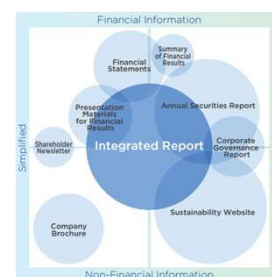 Financial Information
Summary
of Financial
Results
Financial
Statements
Presentation
Materials
for Financial
Results
Annual Securities Report
Simplified
Shareholder
Newsletter
Integrated Report
Corporate
Governance
Report
Sustainability Website
Company
Brochure
Non-Financial Information